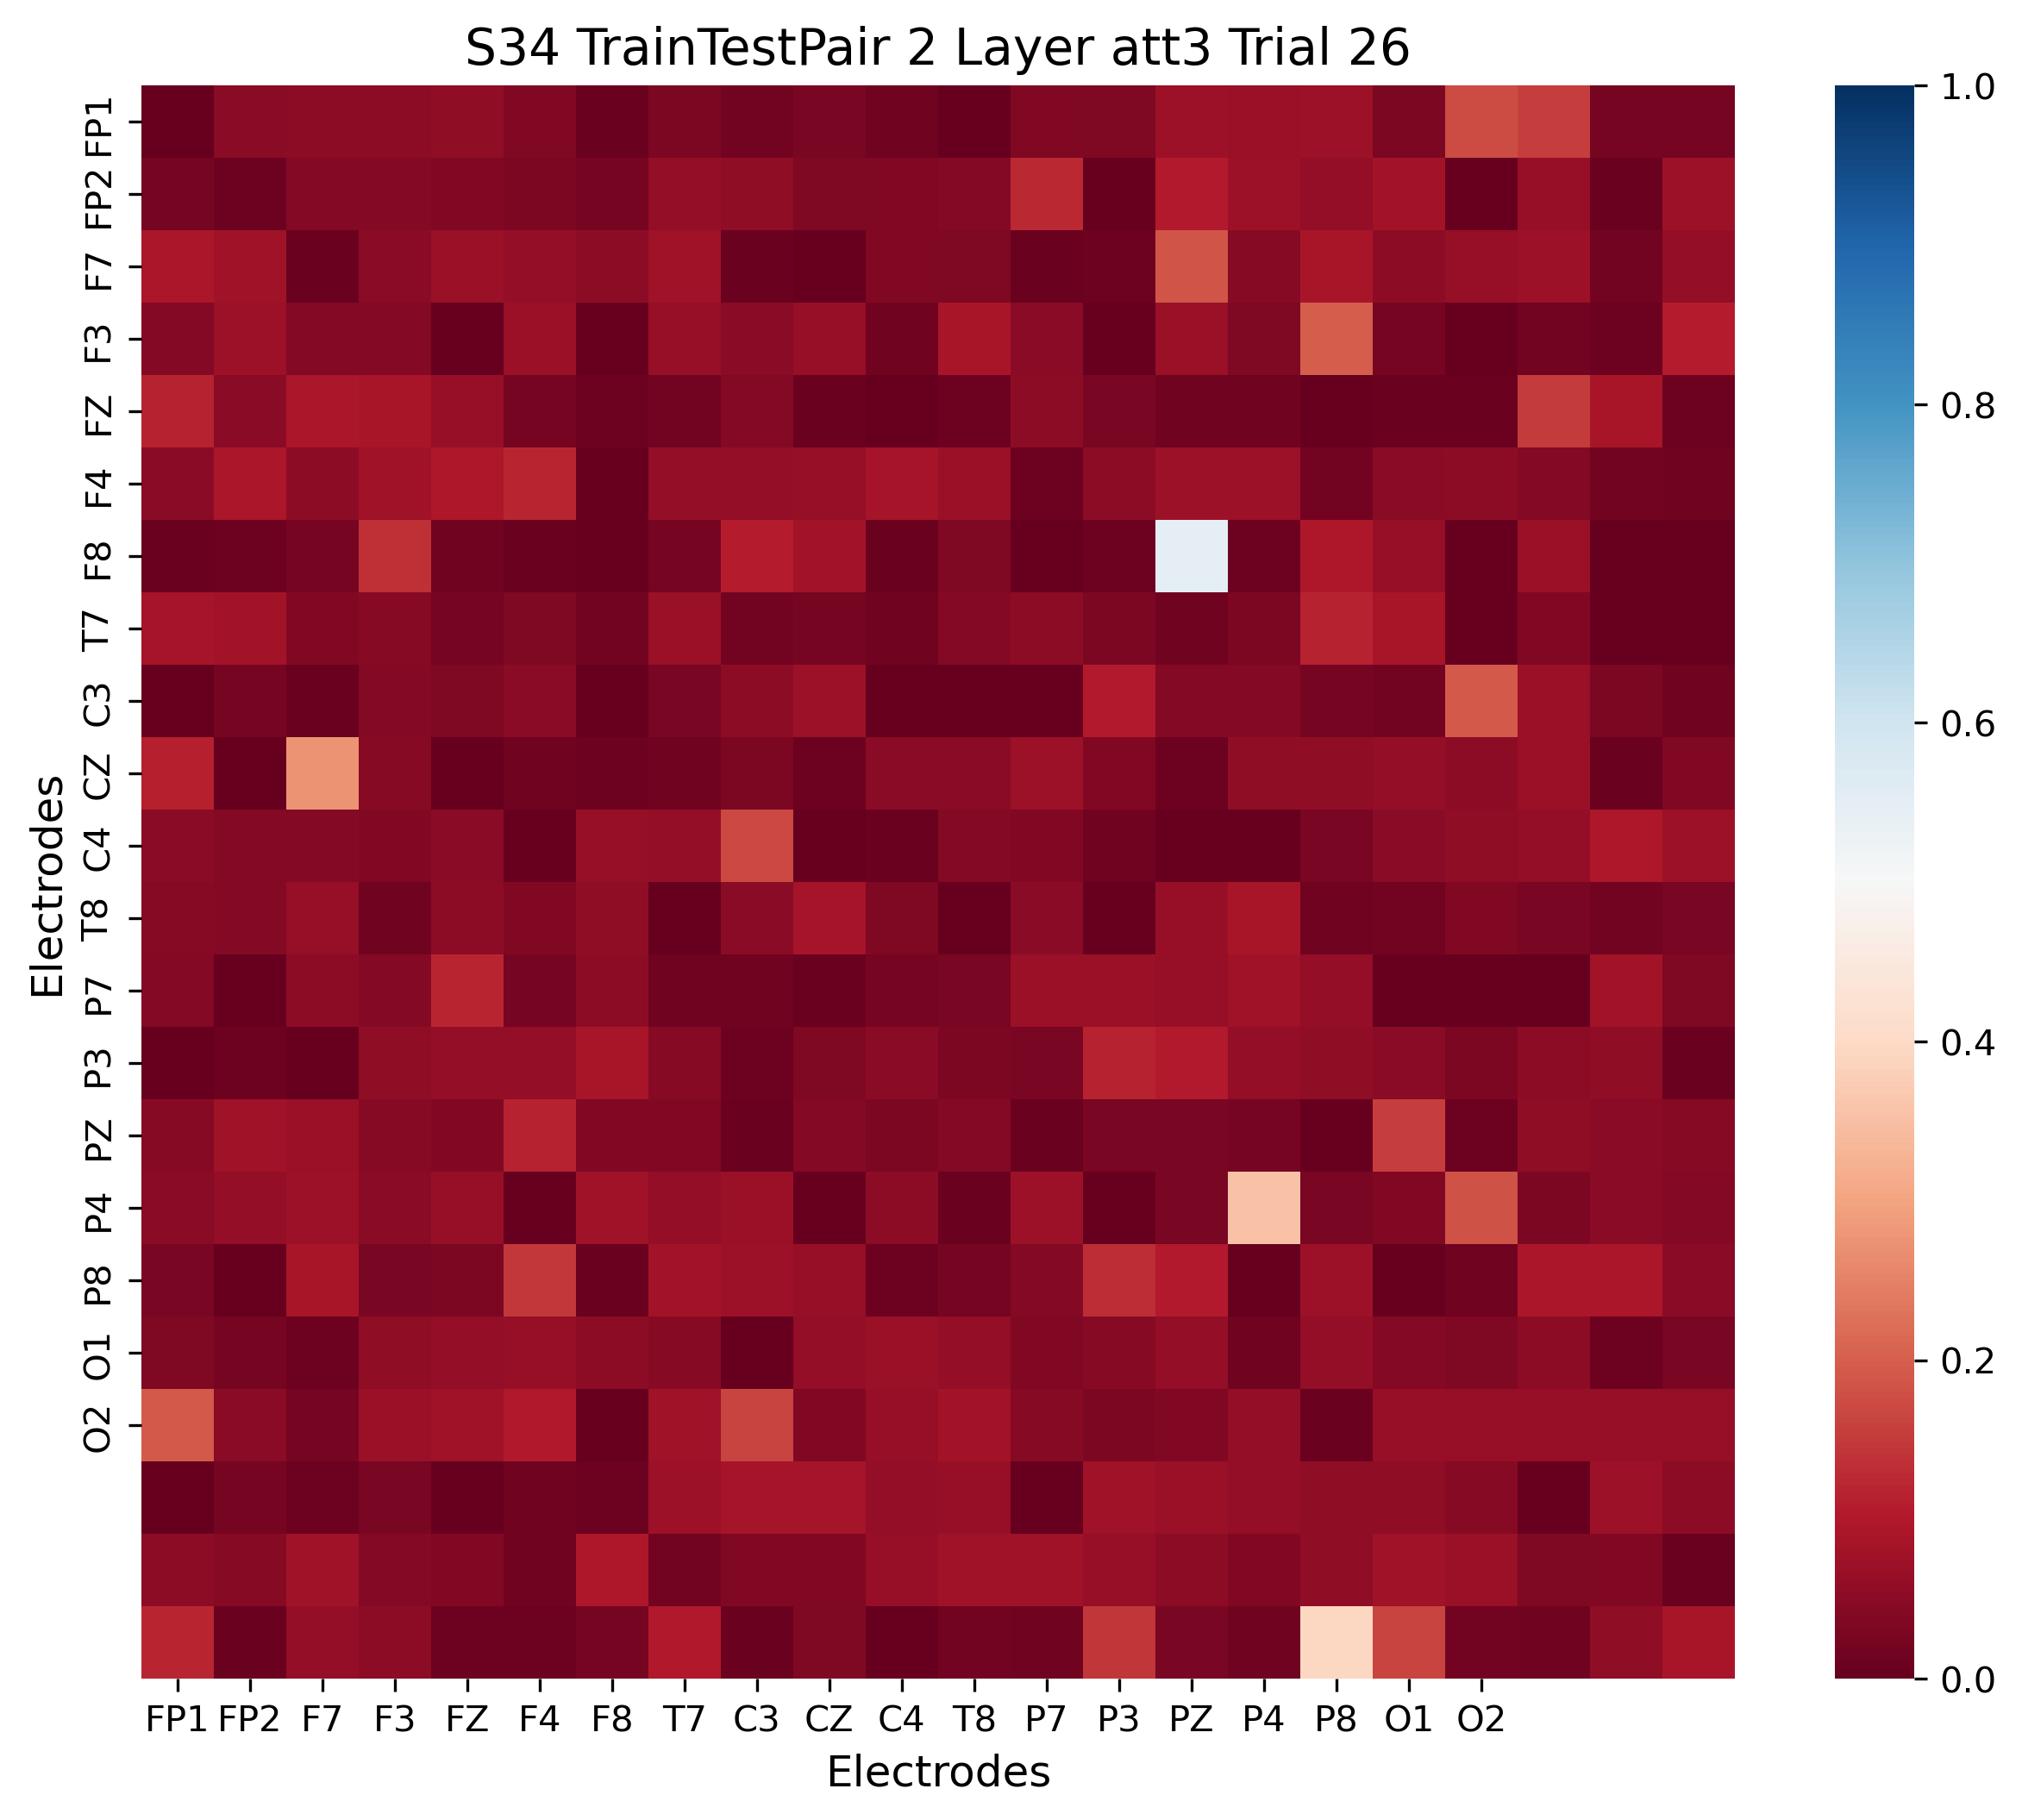 S34 TrainTestPair 2 Layer att3 Trial 26
Electrodes
FP1
FP2
F7
F3
FZ
F4
F8
T7
C3
CZ
C4
T8
P7
P3
PZ
P4
P8
O1
O2
FP1 FP2 F7 F3 FZ F4 F8 T7 C3 CZ C4 T8 P7 P3 PZ P4 P8 O1 O2
Electrodes
1.0
0.8
0.6
0.4
0.2
0.0